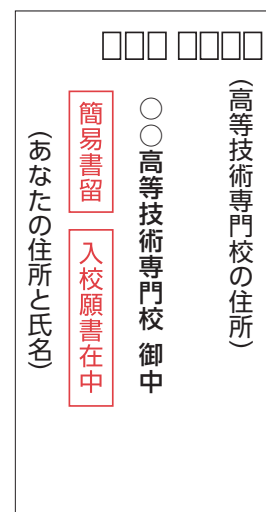 □□□ □□□□
(高等技術専門校の住所)
○○高等技術専門校 御中
簡易書留 入校願書在中
(あなたの住所と氏名)